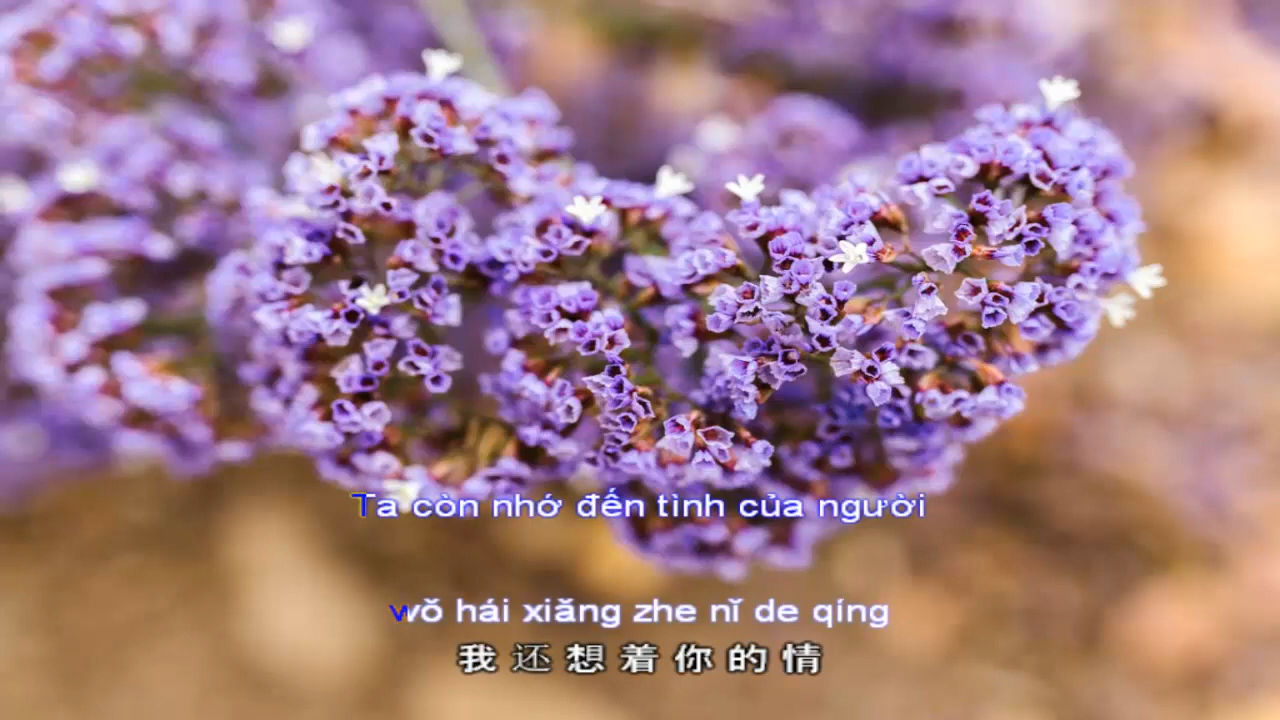 Ta còn nhớ đến tình của người
wǒ hái xiǎng zhe nǐ de qíng
我还想着你的情